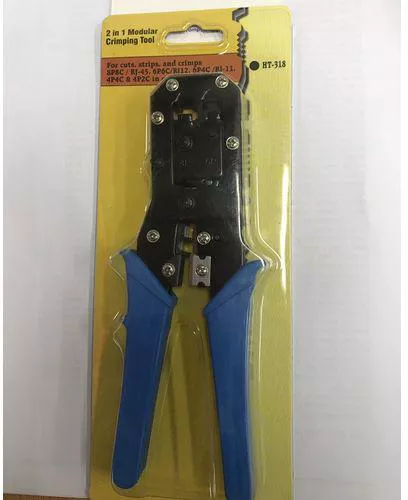 2 in 1 Modular
Crimping Tool
For cuts, strips, and crimps
8P8C / RJ-45, 6P6C/RJ12, 6P4C /RJ-11,
4P4C & 4P2C in
HT-318